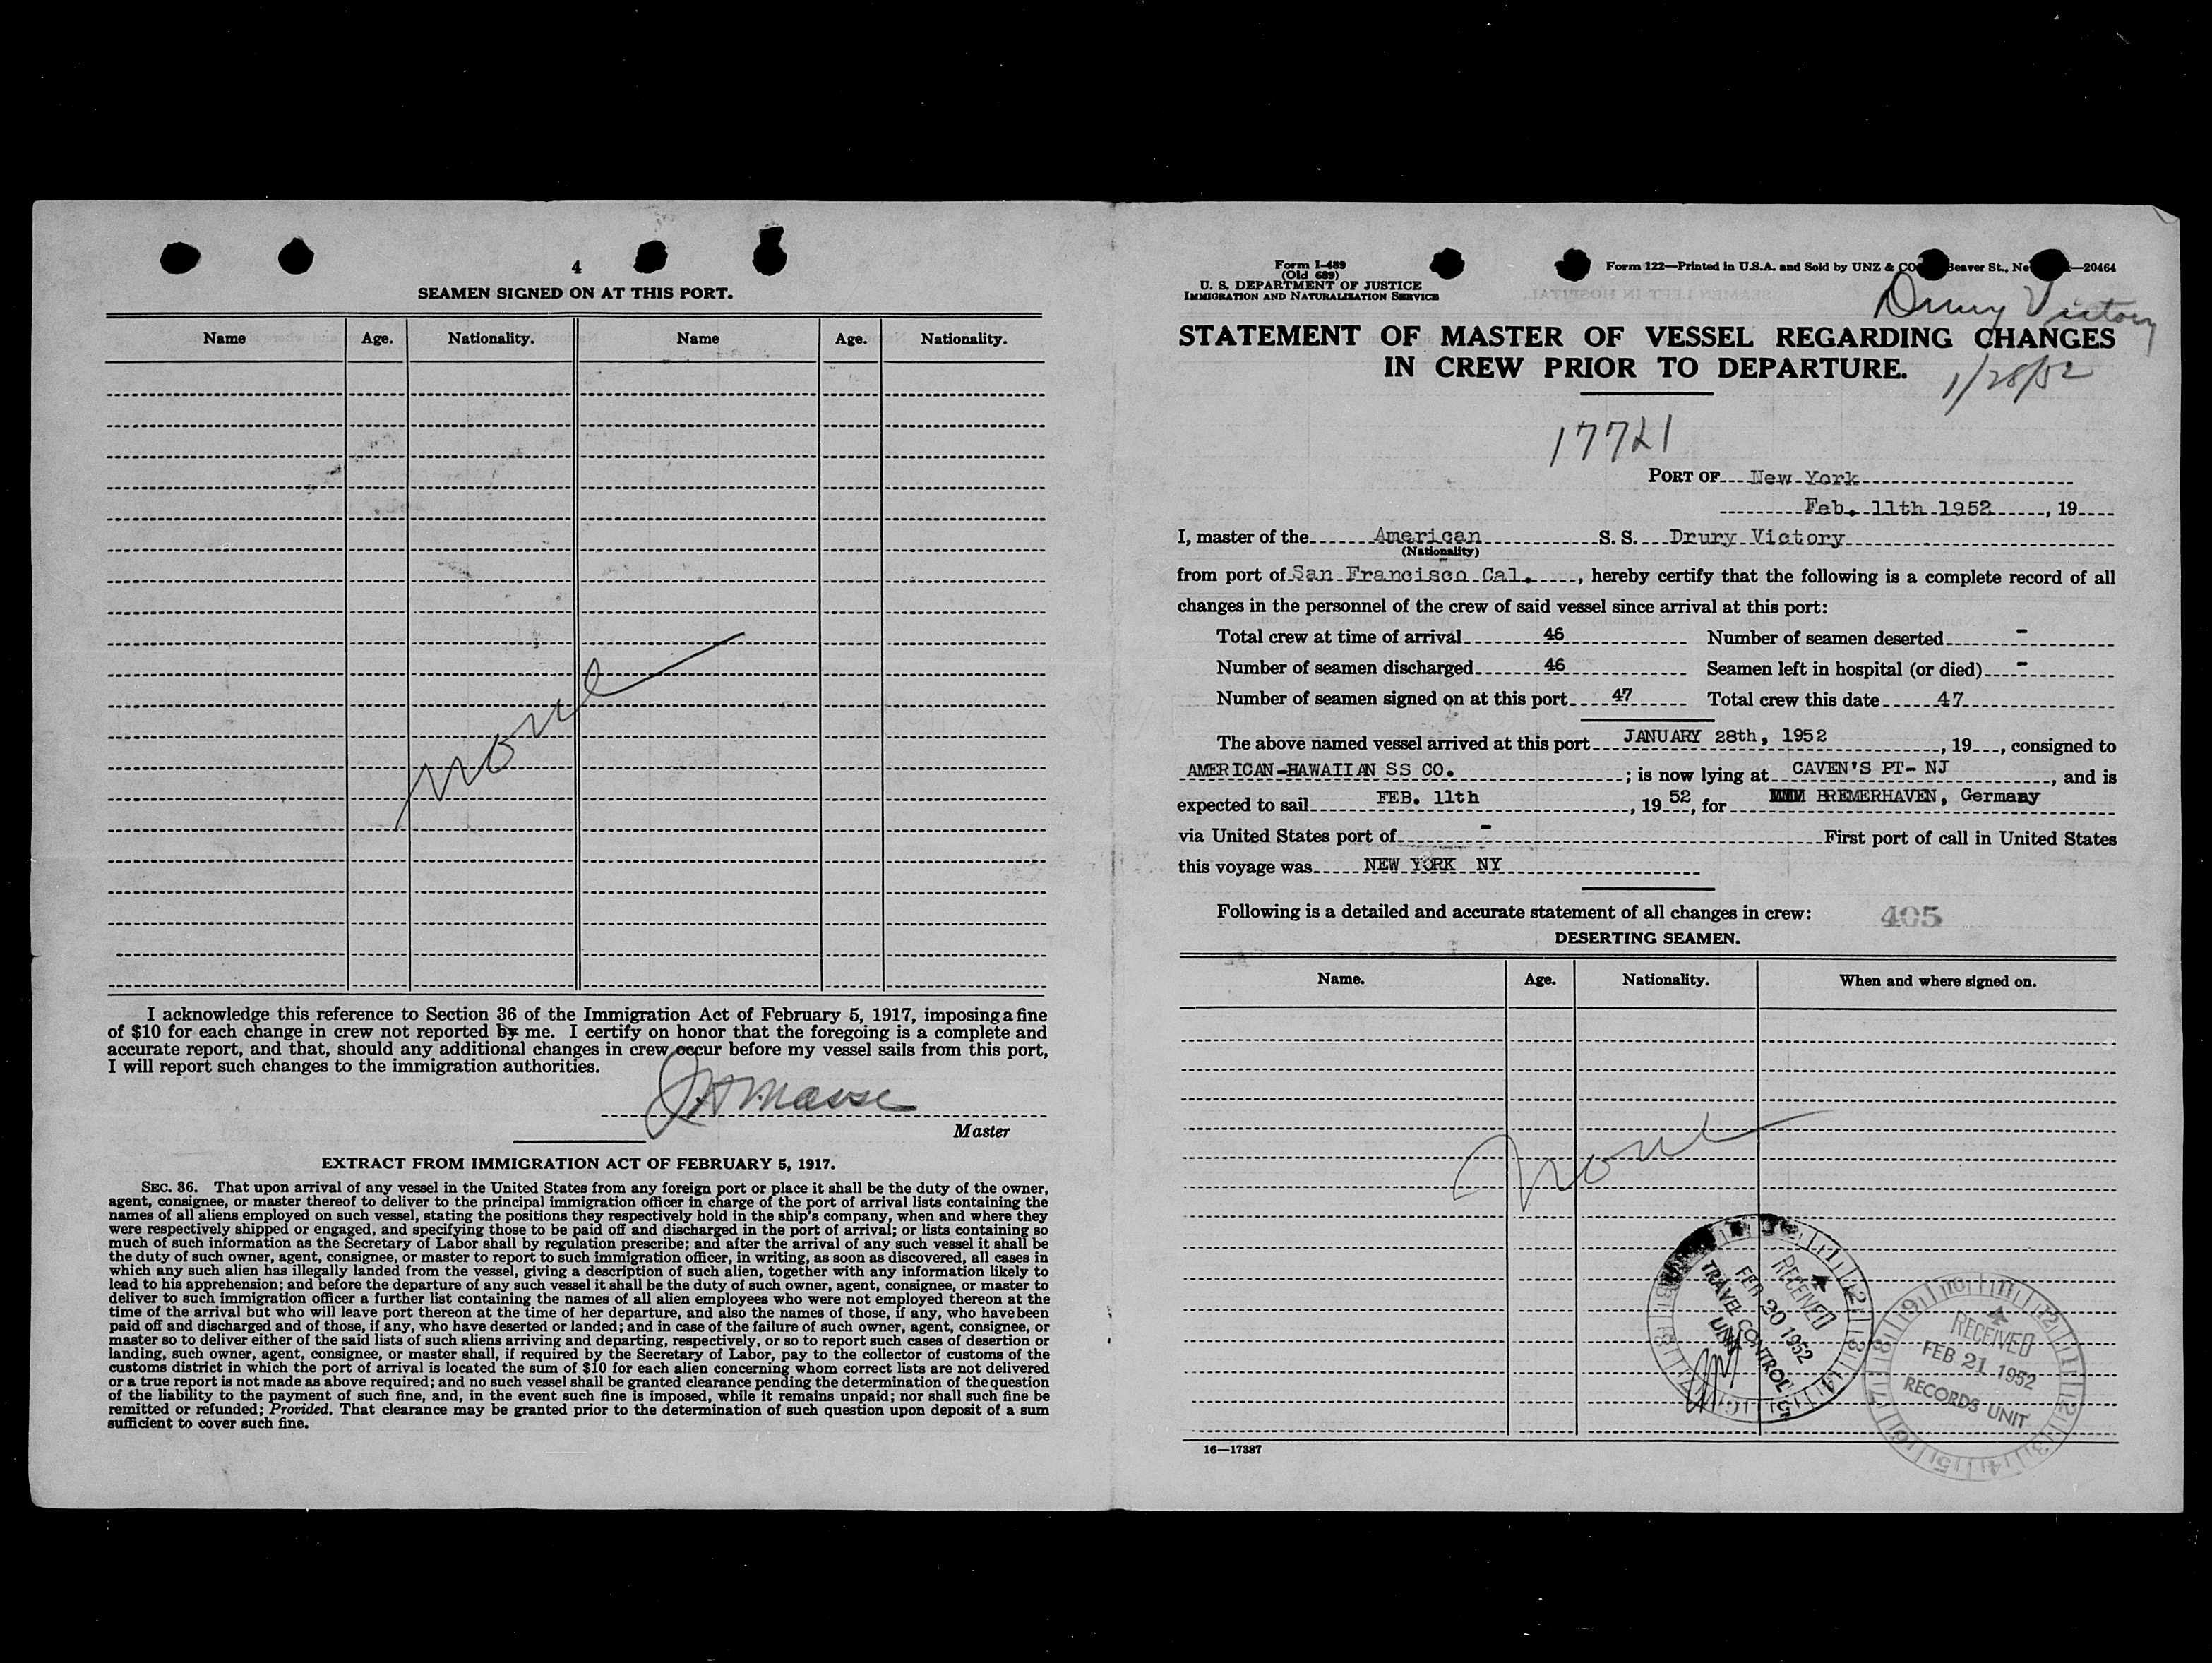 4
SEAMEN SIGNED ON AT THIS PORT.
Name Age. Nationality. Name Age. Nationality.
none
I acknowledge this reference to Section 36 of the Immigration Act of February 5, 1917, imposing a fine
of $10 for each change in crew not reported by me. I certify on honor that the foregoing is a complete and
accurate report, and that, should any additional changes in crew occur before my vessel sails from this port,
I will report such changes to the immigration authorities.
Master
EXTRACT FROM IMMIGRATION ACT OF FEBRUARY 5, 1917.
SEC. 36. That upon arrival of any vessel in the United States from any foreign port or place it shall be the duty of the owner,
agent, consignee, or master thereof to deliver to the principal immigration officer in charge of the port of arrival lists containing the
names of all aliens employed on such vessel, stating the positions they respectively hold in the ship's company, when and where they
were respectively shipped or engaged, and specifying those to be paid off and discharged in the port of arrival; or lists containing so
much of such information as the Secretary of Labor shall by regulation prescribe; and after the arrival of any such vessel it shall be
the duty of such owner, agent, consignee, or master to report to such immigration officer, in writing, as soon as discovered, all cases in
which any such alien has illegally landed from the vessel, giving a description of such alien, together with any information likely to
lead to his apprehension; and before the departure of any such vessel it shall be the duty of such owner, agent, consignee, or master to
deliver to such immigration officer a further list containing the names of all alien employees who were not employed thereon at the
time of the arrival but who will leave port thereon at the time of her departure, and also the names of those, if any, who have been
paid off and discharged and of those, if any, who have deserted or landed; and in case of the failure of such owner, agent, consignee, or
master so to deliver either of the said lists of such aliens arriving and departing, respectively, or so to report such cases of desertion or
landing, such owner, agent, consignee, or master shall, if required by the Secretary of Labor, pay to the collector of customs of the
customs district in which the port of arrival is located the sum of $10 for each alien concerning whom correct lists are not delivered
or a true report is not made as above required; and no such vessel shall be granted clearance pending the determination of the question
of the liability to the payment of such fine, and, in the event such fine is imposed, while it remains unpaid; nor shall such fine be
remitted or refunded; Provided, That clearance may be granted prior to the determination of such question upon deposit of a sum
sufficient to cover such fine.
Form I-489
(Old 689)
U. S. DEPARTMENT OF JUSTICE
IMMIGRATION AND NATURALIZATION SERVICE
Form 122—Printed in U.S.A. and Sold by UNZ & CO Beaver St., Ne —20464
Drury Victory
STATEMENT OF MASTER OF VESSEL REGARDING CHANGES
IN CREW PRIOR TO DEPARTURE.
1/28/52
17721
PORT OF New York
Feb. 11th 1952, 19
I, master of the American S. S. Drury Victory
(Nationality)
from port of San Francisco Cal., hereby certify that the following is a complete record of all
changes in the personnel of the crew of said vessel since arrival at this port:
Total crew at time of arrival 46 Number of seamen deserted -
Number of seamen discharged 46 Seamen left in hospital (or died) -
Number of seamen signed on at this port 47 Total crew this date 47
The above named vessel arrived at this port JANUARY 28th, 1952, 19, consigned to
AMERICAN-HAWAIIAN SS CO. ; is now lying at CAVEN'S PT- NJ, and is
expected to sail FEB. 11th, 19 52, for BREMERHAVEN, Germany
via United States port of - First port of call in United States
this voyage was NEW YORK NY
Following is a detailed and accurate statement of all changes in crew:
405
DESERTING SEAMEN.
Name. Age. Nationality. When and where signed on.
none
RECEIVED
FEB 20 1952
TRAVEL CONTROL
UNIT
RECEIVED
FEB 21 1952
RECORDS UNIT
16—17387